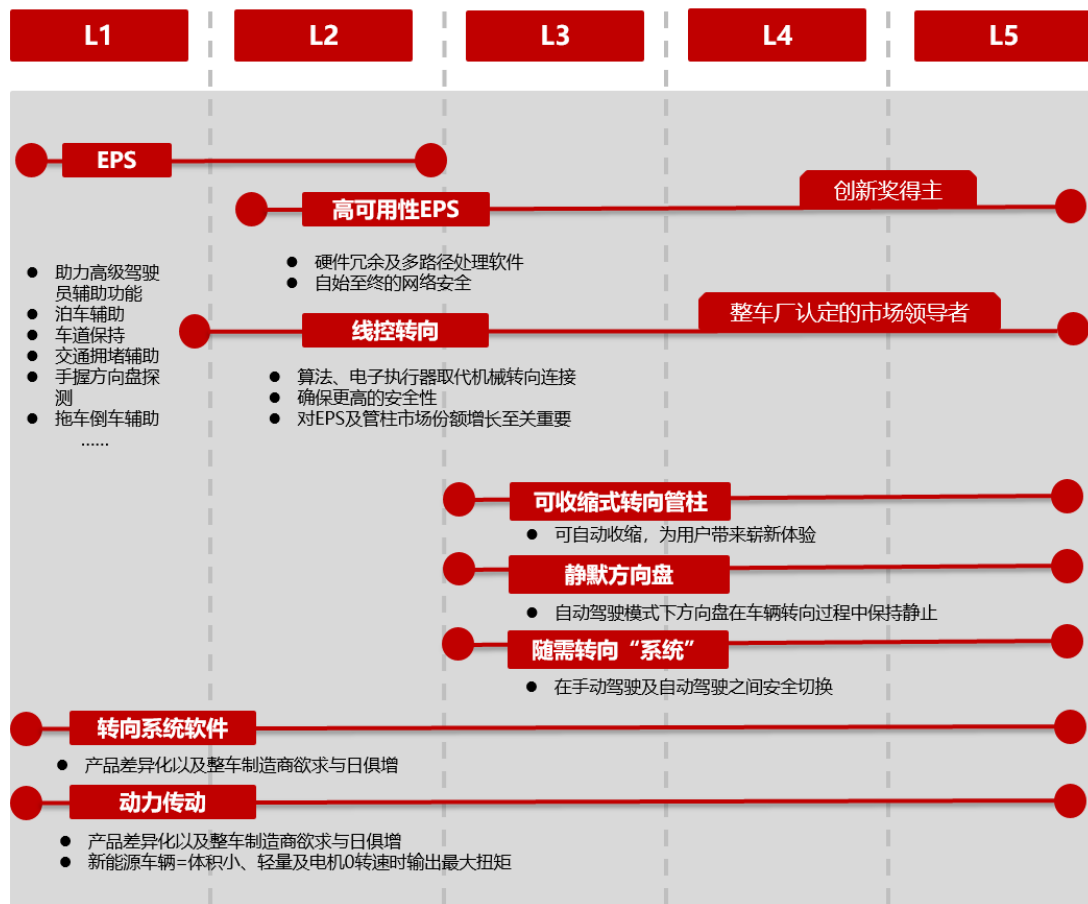 L1
L2
L3
L4
L5
EPS
高可用性EPS
创新奖得主
助力高级驾驶
员辅助功能
泊车辅助
车道保持
交通拥堵辅助
手握方向盘探
测
拖车倒车辅助
……
硬件冗余及多路径处理软件
自始至终的网络安全
线控转向
整车厂认定的市场领导者
算法、电子执行器取代机械转向连接
确保更高的安全性
对EPS及管柱市场份额增长至关重要
可收缩式转向管柱
可自动收缩，为用户带来崭新体验
静默方向盘
自动驾驶模式下方向盘在车辆转向过程中保持静止
随需转向“系统”
在手动驾驶及自动驾驶之间安全切换
转向系统软件
产品差异化以及整车制造商欲求与日俱增
动力传动
产品差异化以及整车制造商欲求与日俱增
新能源车辆=体积小、轻量及电机0转速时输出最大扭矩